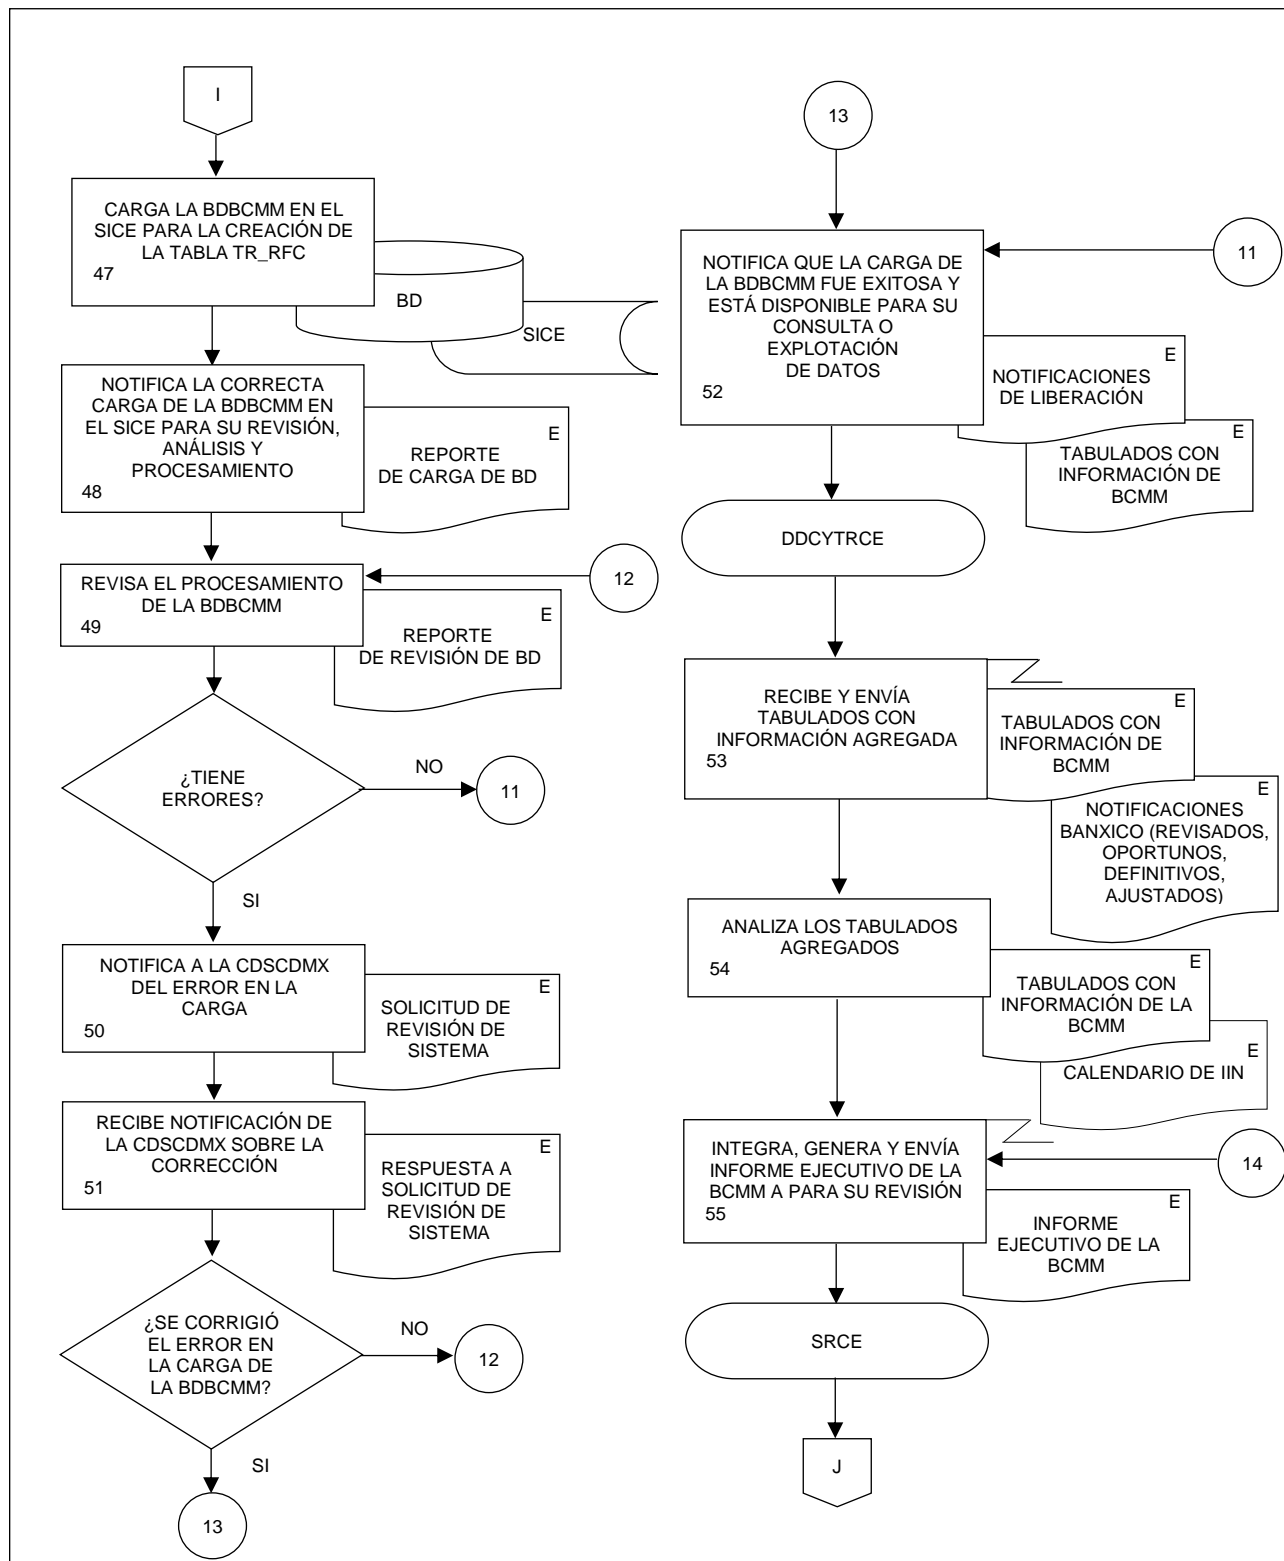 I
CARGA LA BDBCMM EN EL
SICE PARA LA CREACIÓN DE
LA TABLA TR_RFC
47
BD
SICE
NOTIFICA LA CORRECTA
CARGA DE LA BDBCMM EN
EL SICE PARA SU REVISIÓN,
ANÁLISIS Y
PROCESAMIENTO
48
E
REPORTE
DE CARGA DE BD
REVISA EL PROCESAMIENTO
DE LA BDBCMM
49
12
E
REPORTE
DE REVISIÓN DE BD
¿TIENE
ERRORES?
NO
11
SI
NOTIFICA A LA CDSCDMX
DEL ERROR EN LA
CARGA
50
E
SOLICITUD DE
REVISIÓN DE
SISTEMA
RECIBE NOTIFICACIÓN DE
LA CDSCDMX SOBRE LA
CORRECCIÓN
51
E
RESPUESTA A
SOLICITUD DE
REVISIÓN DE
SISTEMA
¿SE CORRIGIÓ
EL ERROR EN
LA CARGA DE
LA BDBCMM?
NO
12
SI
13
13
NOTIFICA QUE LA CARGA DE
LA BDBCMM FUE EXITOSA Y
ESTÁ DISPONIBLE PARA SU
CONSULTA O
EXPLOTACIÓN
DE DATOS
52
11
E
NOTIFICACIONES
DE LIBERACIÓN
E
TABULADOS CON
INFORMACIÓN DE
BCMM
DDCYTRCE
RECIBE Y ENVÍA
TABULADOS CON
INFORMACIÓN AGREGADA
53
E
TABULADOS CON
INFORMACIÓN DE
BCMM
E
NOTIFICACIONES
BANXICO (REVISADOS,
OPORTUNOS,
DEFINITIVOS,
AJUSTADOS)
ANALIZA LOS TABULADOS
AGREGADOS
54
E
TABULADOS CON
INFORMACIÓN DE LA
BCMM
E
CALENDARIO DE IIN
INTEGRA, GENERA Y ENVÍA
INFORME EJECUTIVO DE LA
BCMM A PARA SU REVISIÓN
55
14
E
INFORME
EJECUTIVO DE LA
BCMM
SRCE
J